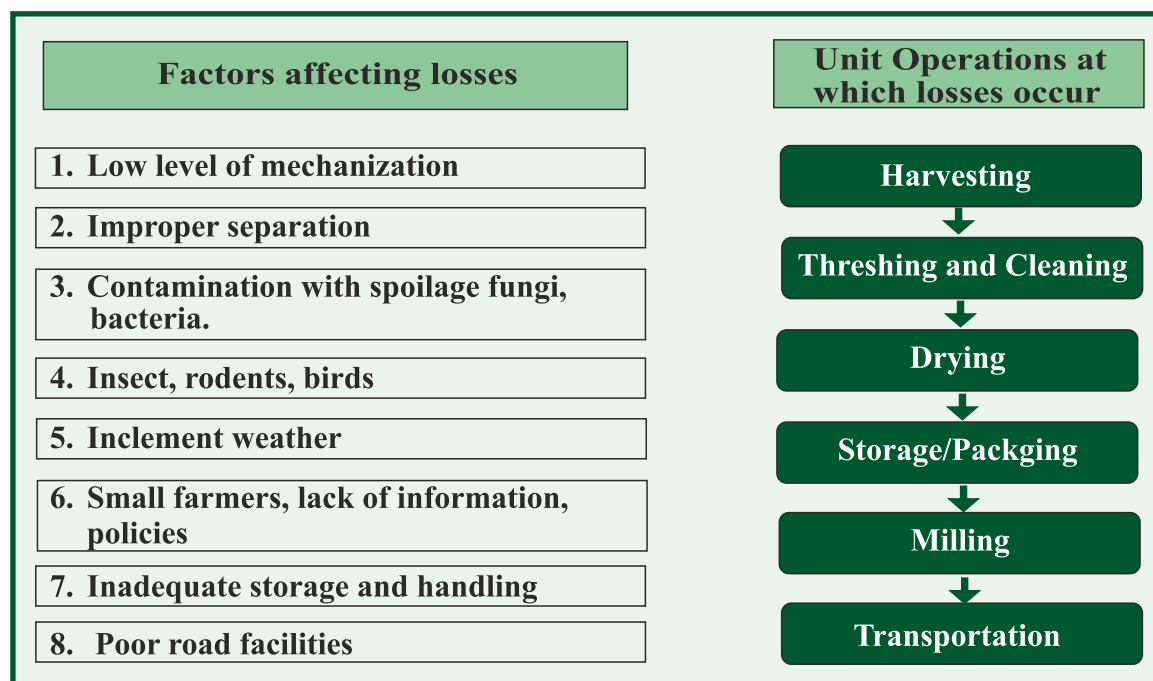 Factors affecting losses
1. Low level of mechanization
2. Improper separation
3. Contamination with spoilage fungi,
bacteria.
4. Insect, rodents, birds
5. Inclement weather
6. Small farmers, lack of information,
policies
7. Inadequate storage and handling
8. Poor road facilities
Unit Operations at
which losses occur
Harvesting
Threshing and Cleaning
Drying
Storage/Packging
Milling
Transportation